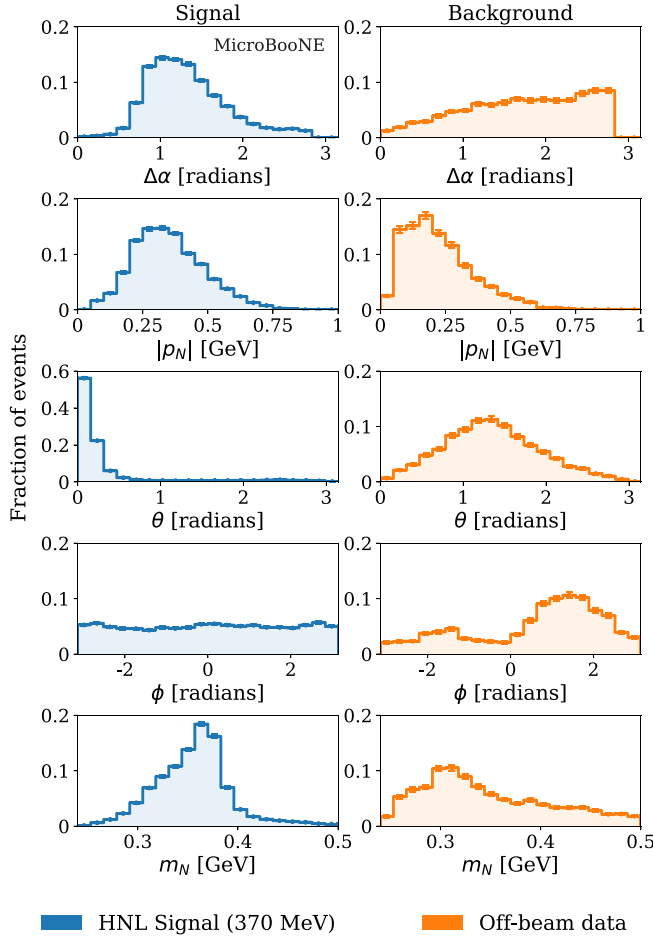 Signal Background
MicroBooNE
0.2 0.2
0.1 0.1
0 0
0 1 2 3 0 1 2 3
Δα [radians] Δα [radians]
0.2 0.2
0.1 0.1
0 0
0 0.25 0.5 0.75 1 0 0.25 0.5 0.75 1
|p_N| [GeV] |p_N| [GeV]
Fraction of events
0.6 0.2
0.4
0.2 0.1
0 0
0 1 2 3 0 1 2 3
θ [radians] θ [radians]
0.2 0.2
0.1 0.1
0 0
-2 0 2 -2 0 2
ϕ [radians] ϕ [radians]
0.2 0.2
0.1 0.1
0 0
0.3 0.4 0.5 0.3 0.4 0.5
m_N [GeV] m_N [GeV]
HNL Signal (370 MeV) Off-beam data